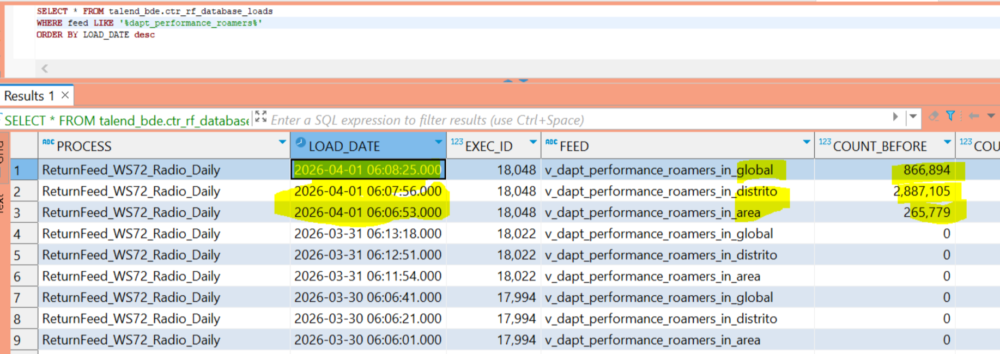 SELECT * FROM talend_bde.ctr_rf_database_loads
WHERE feed LIKE '%dapt_performance_roamers%'
ORDER BY LOAD_DATE desc
Results 1 ×
SELECT * FROM talend_bde.ctr_rf_database Enter a SQL expression to filter results (use Ctrl+Space)
ABC PROCESS LOAD_DATE 123 EXEC_ID ABC FEED 123 COUNT_BEFORE 123 COU
1 ReturnFeed_WS72_Radio_Daily 2026-04-01 06:08:25.000 18,048 v_dapt_performance_roamers_in_global 866,894
2 ReturnFeed_WS72_Radio_Daily 2026-04-01 06:07:56.000 18,048 v_dapt_performance_roamers_in_distrito 2,887,105
3 ReturnFeed_WS72_Radio_Daily 2026-04-01 06:06:53.000 18,048 v_dapt_performance_roamers_in_area 265,779
4 ReturnFeed_WS72_Radio_Daily 2026-03-31 06:13:18.000 18,022 v_dapt_performance_roamers_in_global 0
5 ReturnFeed_WS72_Radio_Daily 2026-03-31 06:12:51.000 18,022 v_dapt_performance_roamers_in_distrito 0
6 ReturnFeed_WS72_Radio_Daily 2026-03-31 06:11:54.000 18,022 v_dapt_performance_roamers_in_area 0
7 ReturnFeed_WS72_Radio_Daily 2026-03-30 06:06:41.000 17,994 v_dapt_performance_roamers_in_global 0
8 ReturnFeed_WS72_Radio_Daily 2026-03-30 06:06:21.000 17,994 v_dapt_performance_roamers_in_distrito 0
9 ReturnFeed_WS72_Radio_Daily 2026-03-30 06:06:01.000 17,994 v_dapt_performance_roamers_in_area 0